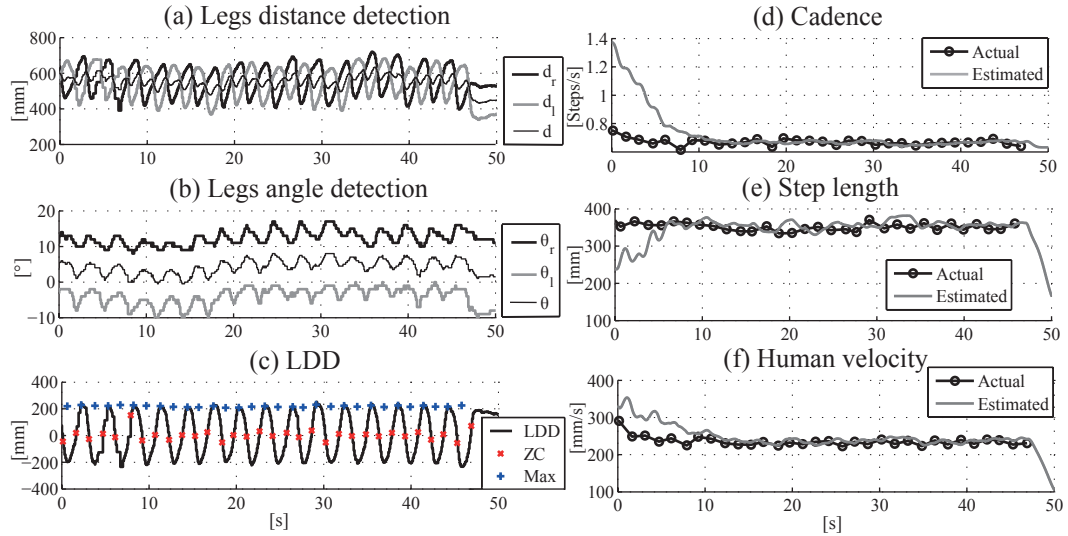 (a) Legs distance detection
800
600
400
200
[mm]
0 10 20 30 40 50
d_r
d_l
d
(b) Legs angle detection
20
10
0
−10
[°]
0 10 20 30 40 50
θ_r
θ_l
θ
(c) LDD
400
200
0
−200
−400
[mm]
0 10 20 30 40 50
[s]
LDD
ZC
Max
(d) Cadence
1.4
1.2
1
0.8
[Steps/s]
0 10 20 30 40 50
Actual
Estimated
(e) Step length
400
300
200
100
[mm]
0 10 20 30 40 50
Actual
Estimated
(f) Human velocity
400
300
200
100
[mm/s]
0 10 20 30 40 50
[s]
Actual
Estimated